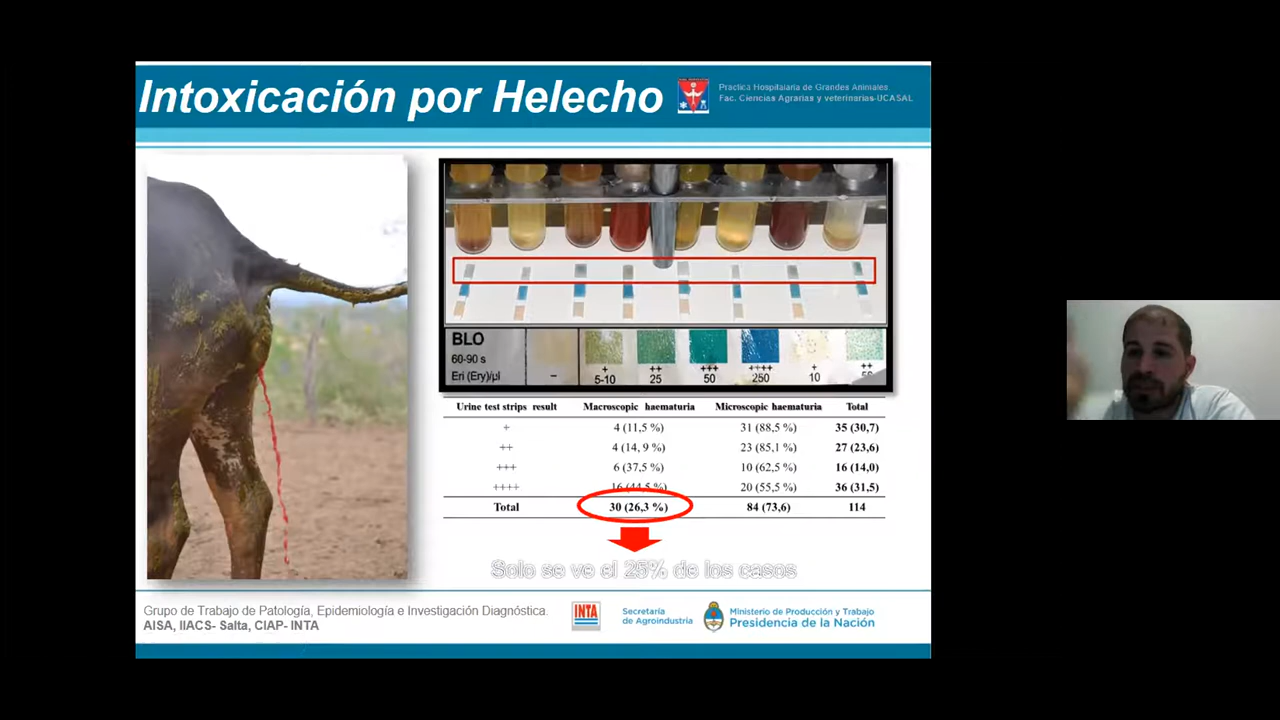 Intoxicación por Helecho
Practica Hospitalaria de Grandes Animales.
Fac. Ciencias Agrarias y veterinarias-UCASAL
BLO
60-90 s
Eri (Ery)/µl
–
+
5-10
++
25
+++
50
++++
250
+
10
++
50
Urine test strips result Macroscopic haematuria Microscopic haematuria Total
+ 4 (11,5 %) 31 (88,5 %) 35 (30,7)
++ 4 (14, 9 %) 23 (85,1 %) 27 (23,6)
+++ 6 (37,5 %) 10 (62,5 %) 16 (14,0)
++++ 16 (44,5 %) 20 (55,5 %) 36 (31,5)
Total 30 (26,3 %) 84 (73,6) 114
Solo se ve el 25% de los casos
Grupo de Trabajo de Patología, Epidemiología e Investigación Diagnóstica.
AISA, IIACS- Salta, CIAP- INTA
INTA
Secretaría
de Agroindustria
Ministerio de Producción y Trabajo
Presidencia de la Nación